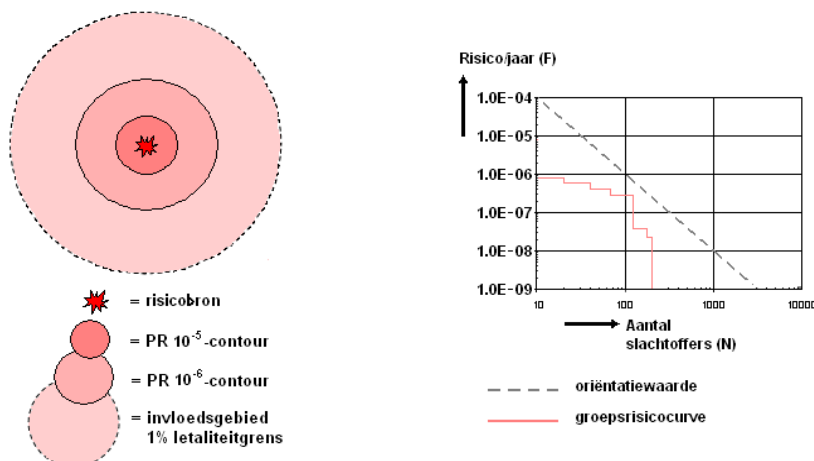 = risicobron
= PR 10⁻⁵-contour
= PR 10⁻⁶-contour
= invloedsgebied
1% letaliteitgrens
Risico/jaar (F)
1.0E-04
1.0E-05
1.0E-06
1.0E-07
1.0E-08
1.0E-09
10 100 1000 10000
Aantal
slachtoffers (N)
oriëntatiewaarde
groepsrisicocurve